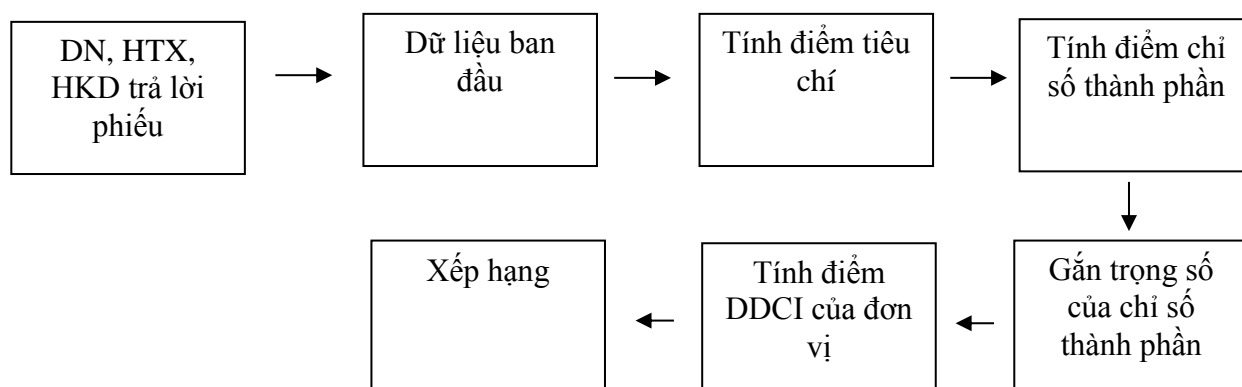 DN, HTX,
HKD trả lời
phiếu
Dữ liệu ban
đầu
Tính điểm tiêu
chí
Tính điểm chỉ
số thành phần
Gắn trọng số
của chỉ số
thành phần
Tính điểm
DDCI của đơn
vị
Xếp hạng